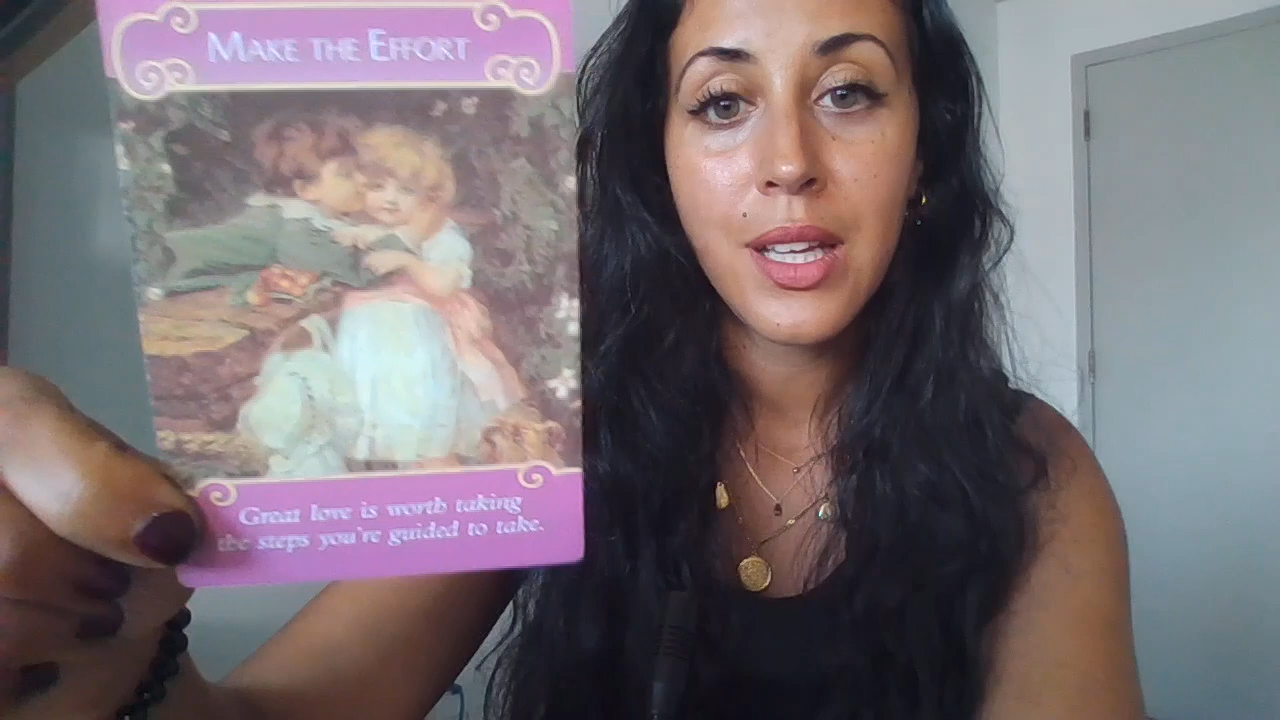 MAKE THE EFFORT
Great love is worth taking
the steps you're guided to take.